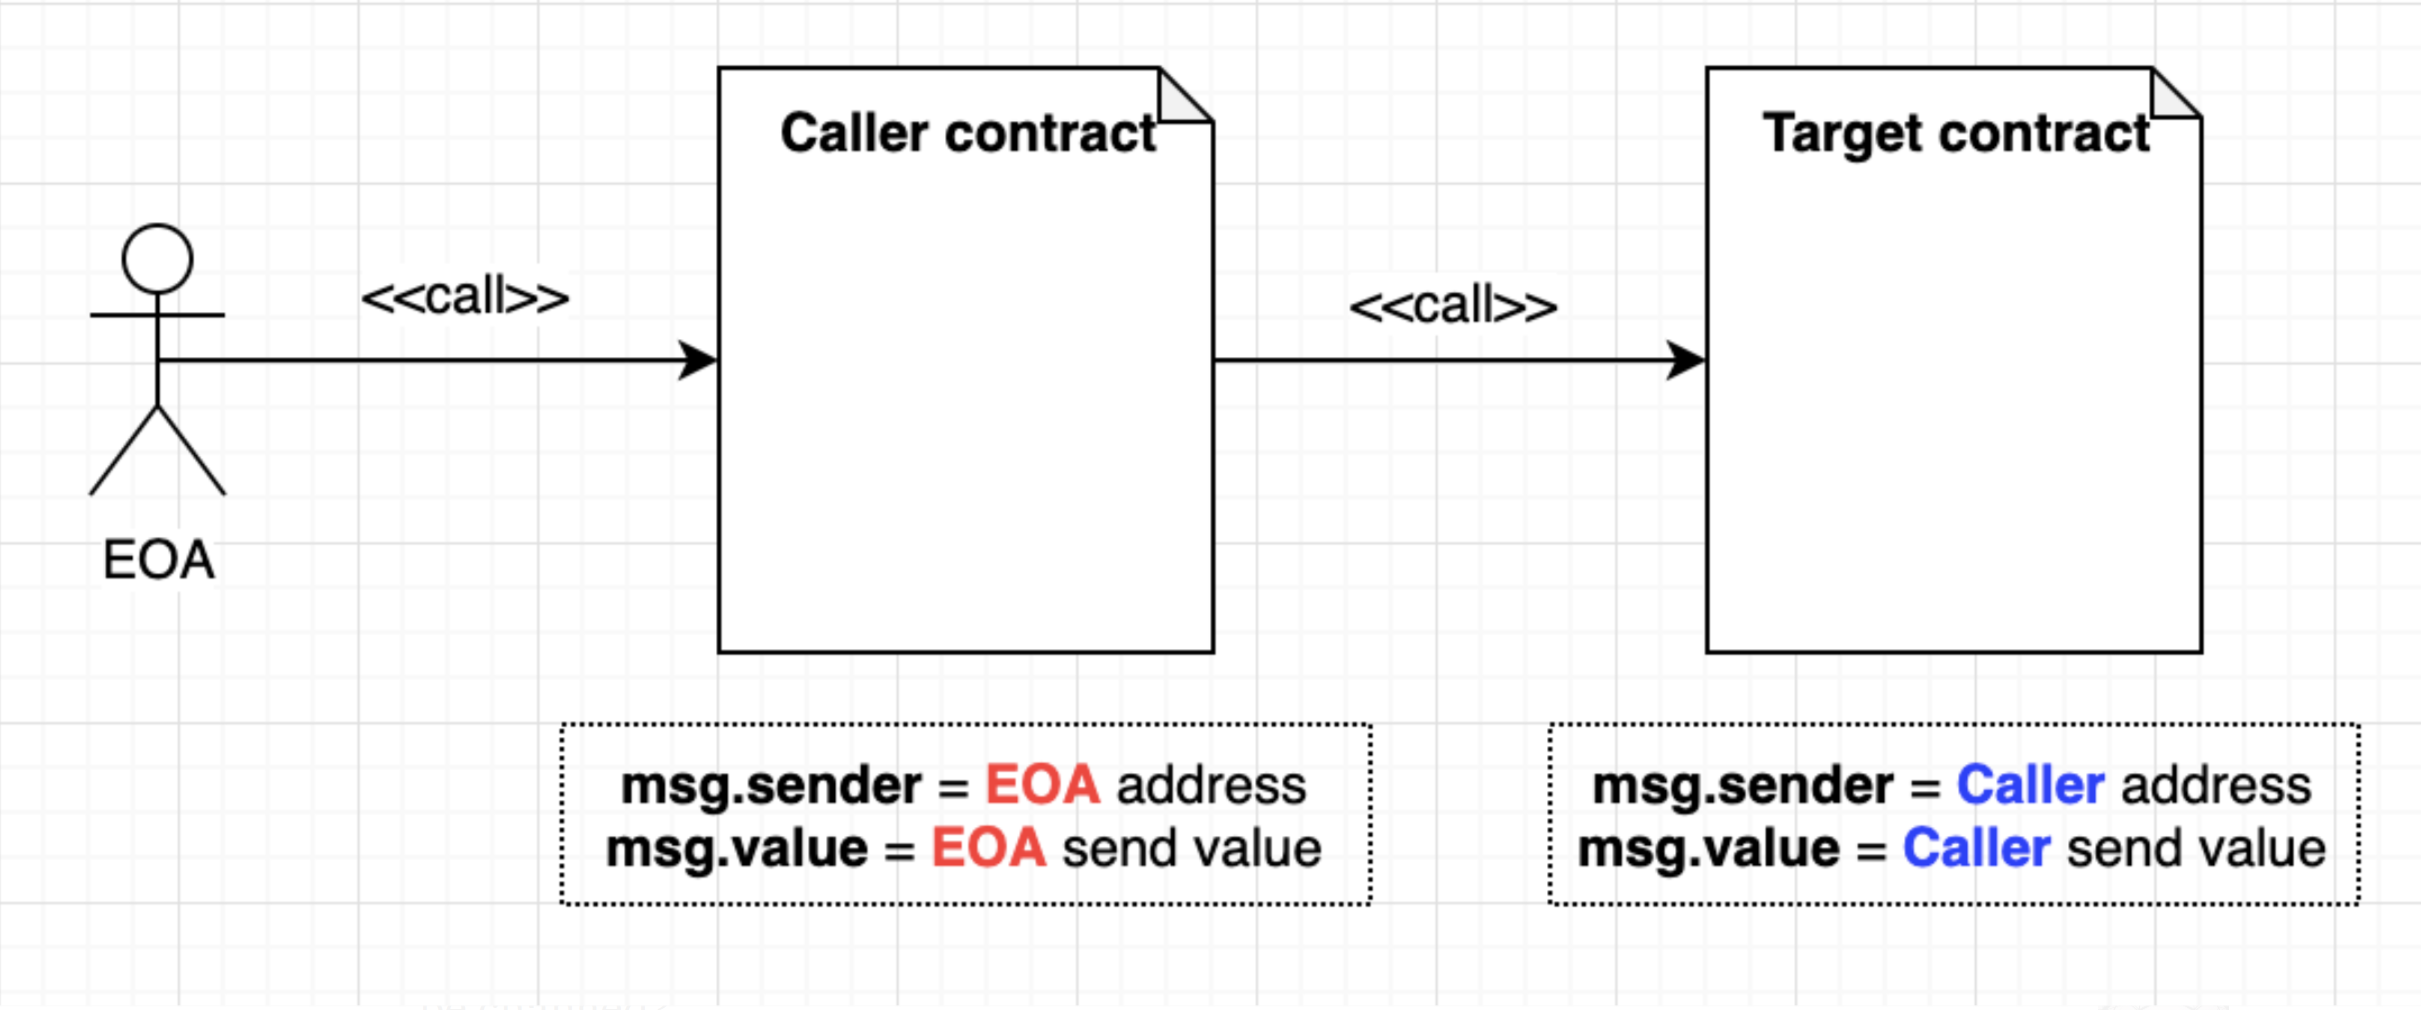 Caller contract
Target contract
<<call>>
<<call>>
EOA
msg.sender = EOA address
msg.value = EOA send value
msg.sender = Caller address
msg.value = Caller send value